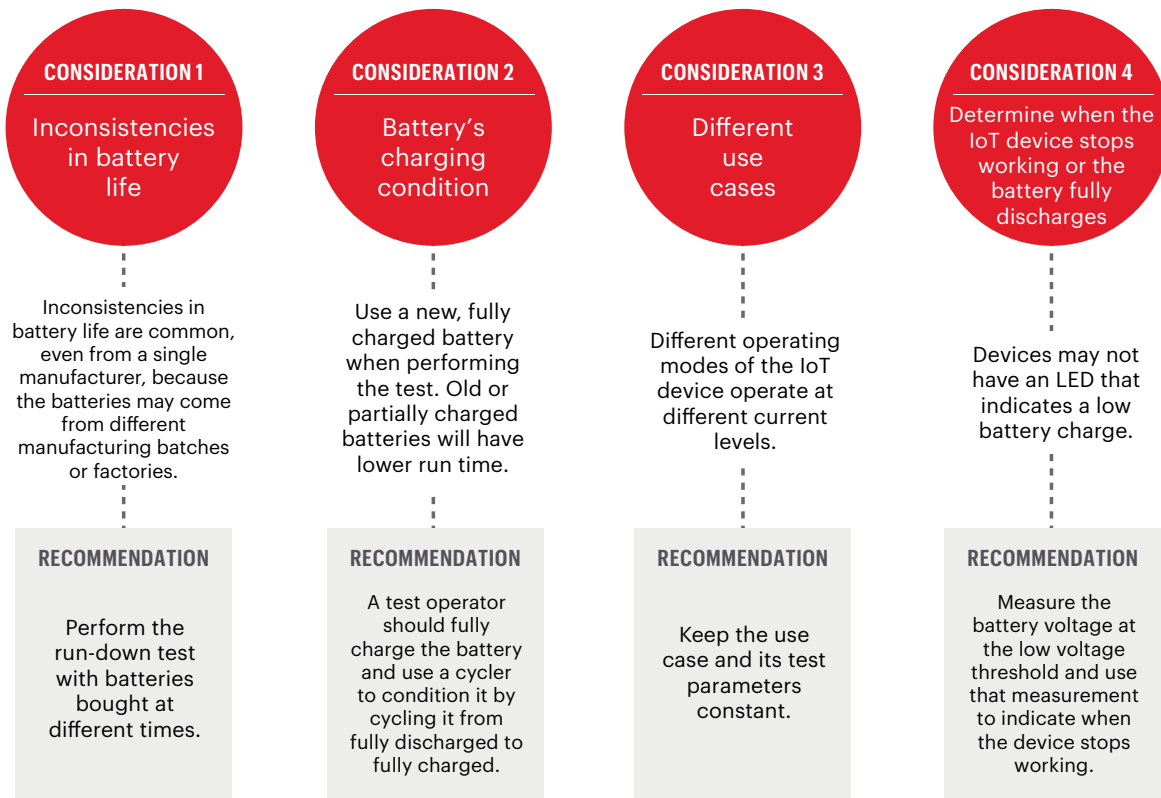 CONSIDERATION 1
Inconsistencies
in battery
life
Inconsistencies in
battery life are common,
even from a single
manufacturer, because
the batteries may come
from different
manufacturing batches
or factories.
RECOMMENDATION
Perform the
run-down test
with batteries
bought at
different times.
CONSIDERATION 2
Battery's
charging
condition
Use a new, fully
charged battery
when performing
the test. Old or
partially charged
batteries will have
lower run time.
RECOMMENDATION
A test operator
should fully
charge the battery
and use a cycler
to condition it by
cycling it from
fully discharged to
fully charged.
CONSIDERATION 3
Different
use
cases
Different operating
modes of the IoT
device operate at
different current
levels.
RECOMMENDATION
Keep the use
case and its test
parameters
constant.
CONSIDERATION 4
Determine when the
IoT device stops
working or the
battery fully
discharges
Devices may not
have an LED that
indicates a low
battery charge.
RECOMMENDATION
Measure the
battery voltage at
the low voltage
threshold and use
that measurement
to indicate when
the device stops
working.